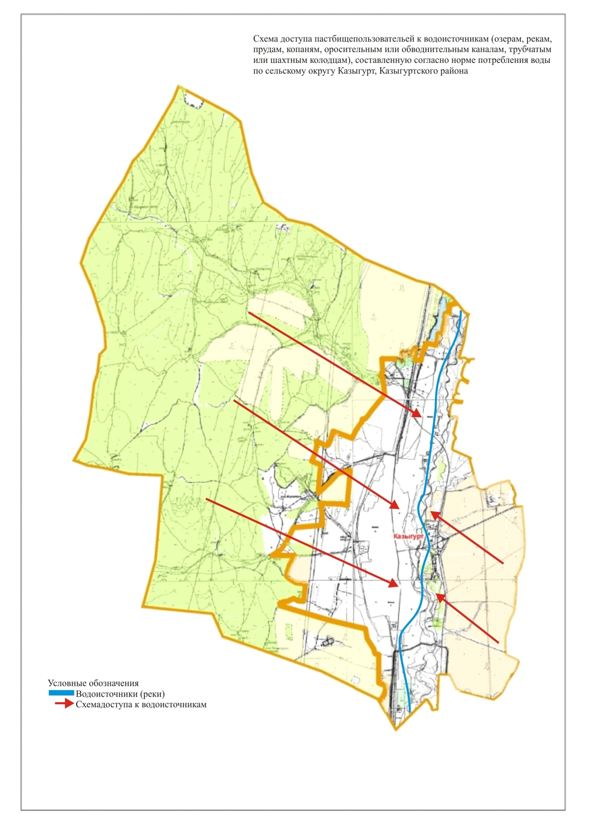 Схема доступа пастбищепользователей к водоисточникам (озерам, рекам,
прудам, копаням, оросительным или обводнительным каналам, трубчатым
или шахтным колодцам), составленную согласно норме потребления воды
по сельскому округу Казыгурт, Казыгуртского района
Казыгурт
Условные обозначения
Водоисточники (реки)
Схемадоступа к водоисточникам